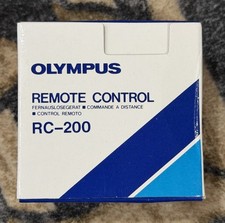 OLYMPUS
REMOTE CONTROL
FERNAUSLÖSEGERÄT ■ COMMANDE A DISTANCE
■ CONTROL REMOTO
RC-200